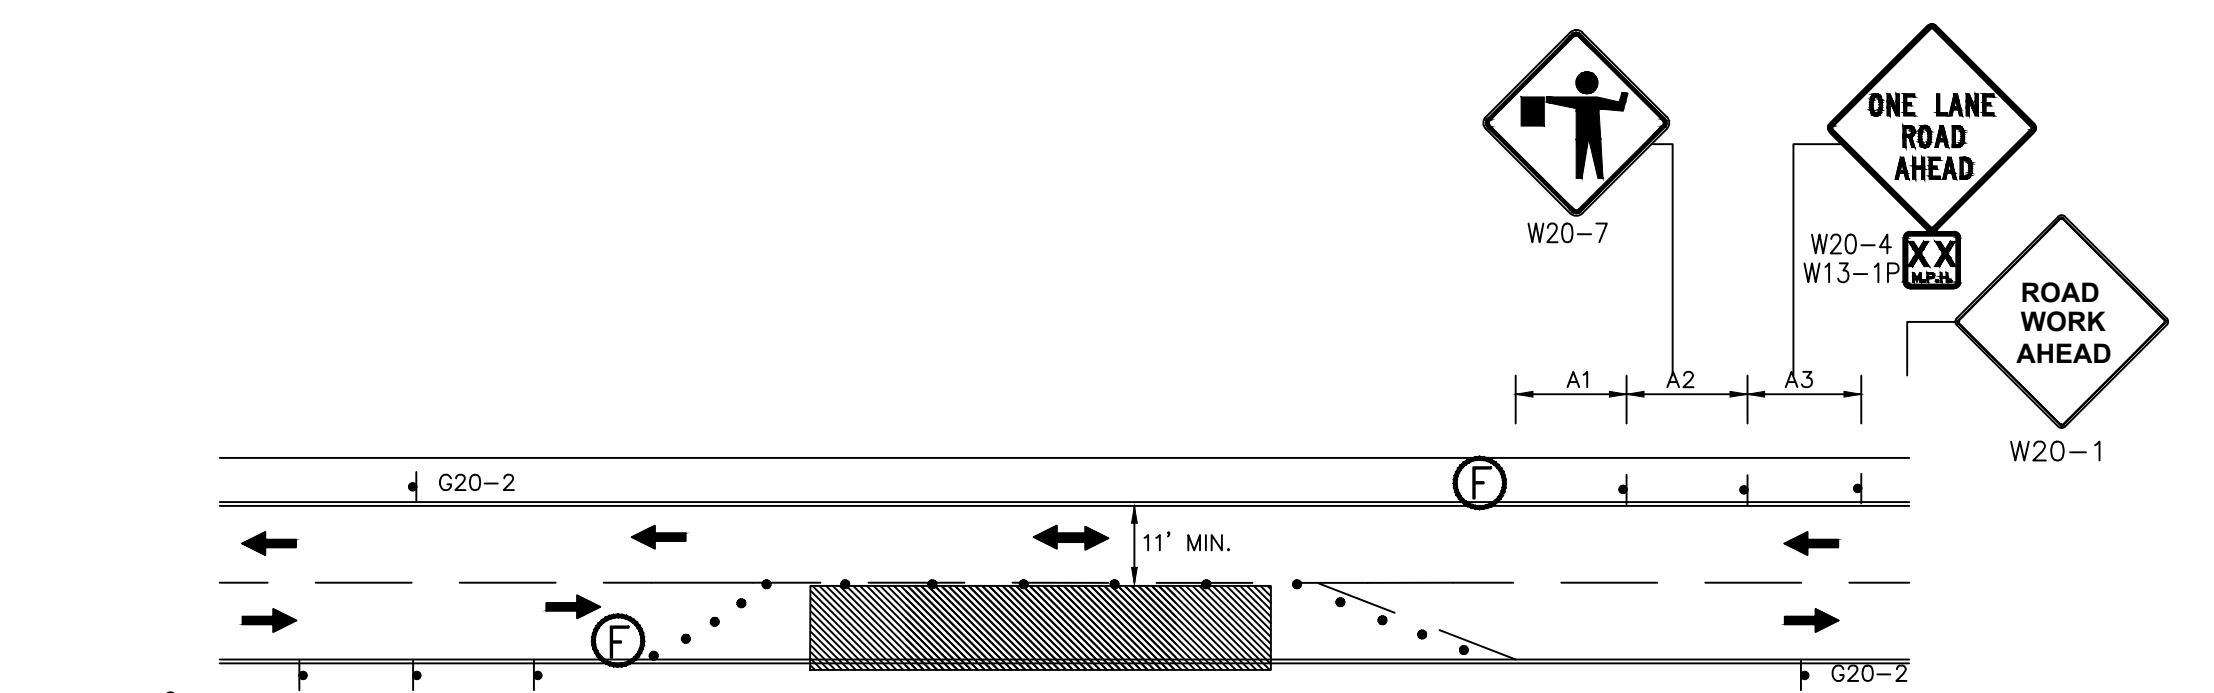 ONE LANE
ROAD
AHEAD
W20-7
W20-4
W13-1P
XX
M.P.H.
ROAD
WORK
AHEAD
W20-1
A1
A2
A3
G20-2
F
11' MIN.
F
G20-2